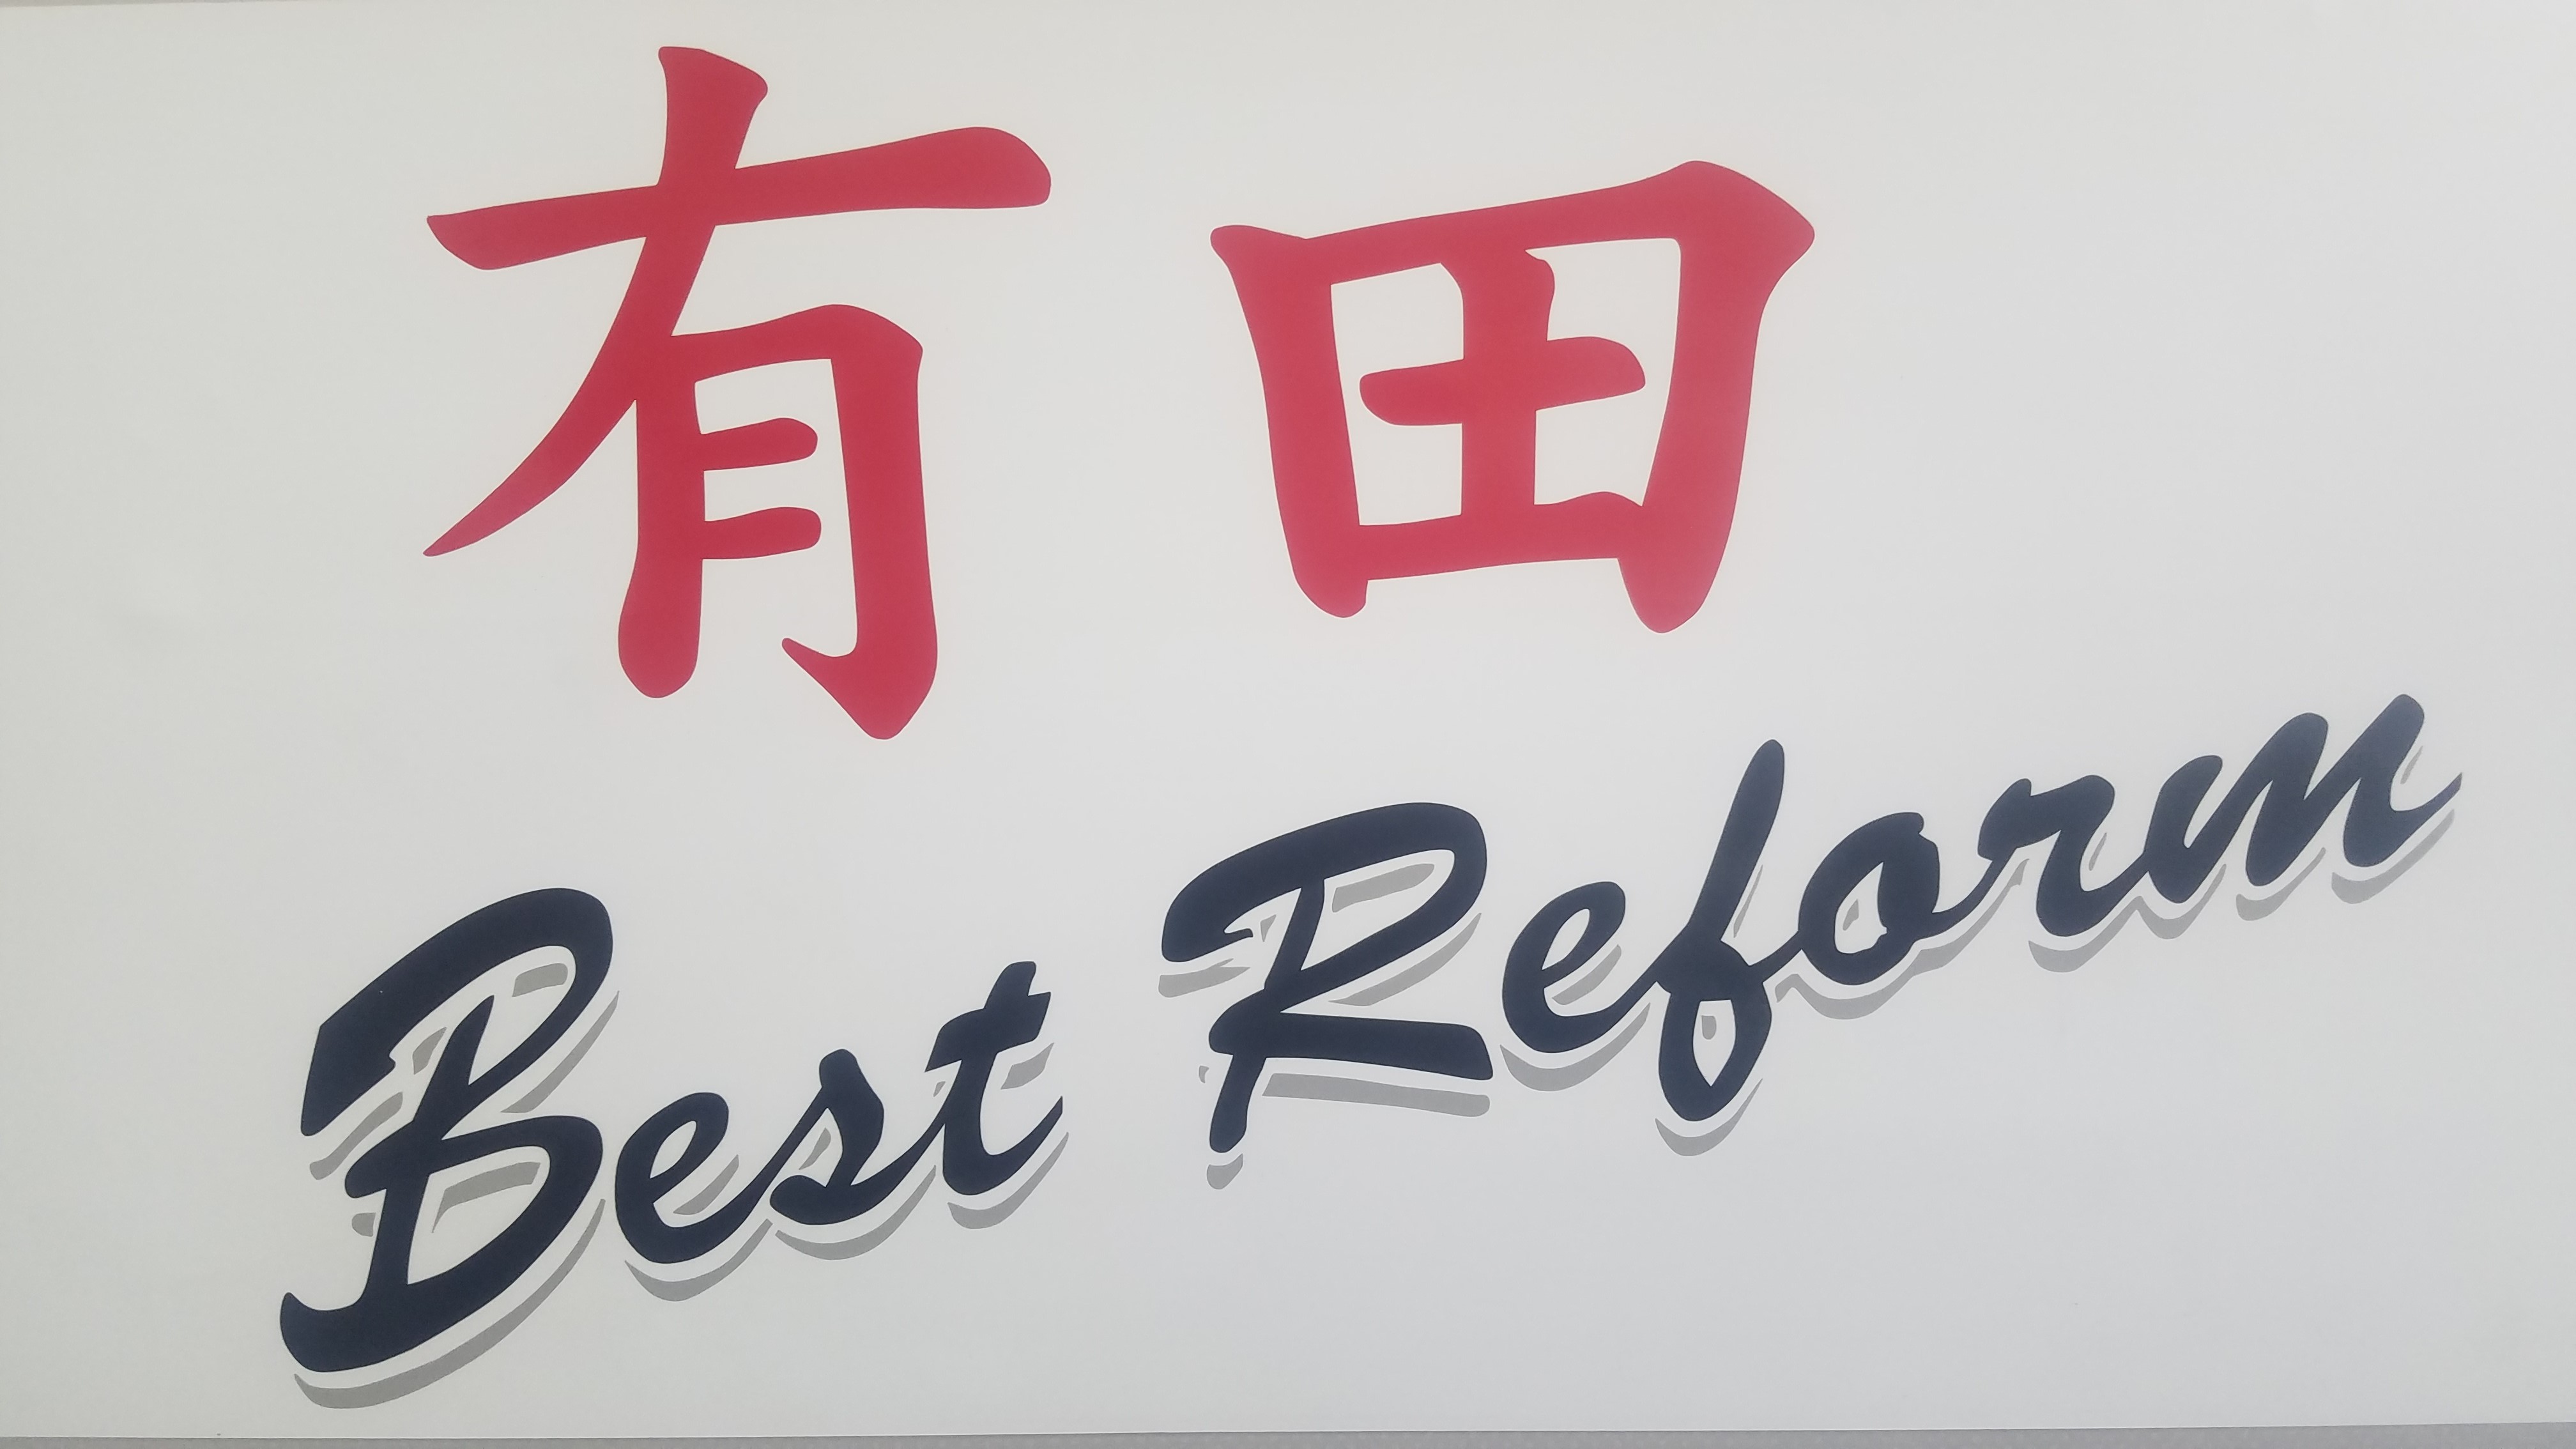 有田
Best Reform